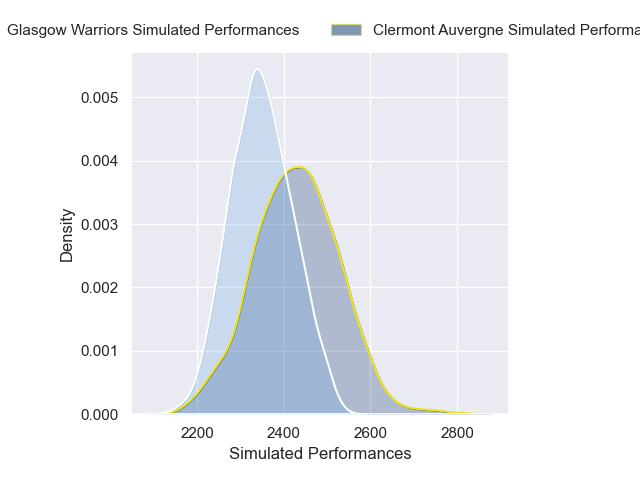 Glasgow Warriors Simulated Performances Clermont Auvergne Simulated Performa
0.005
0.004
0.003
0.002
0.001
0.000
Density
2200 2400 2600 2800
Simulated Performances